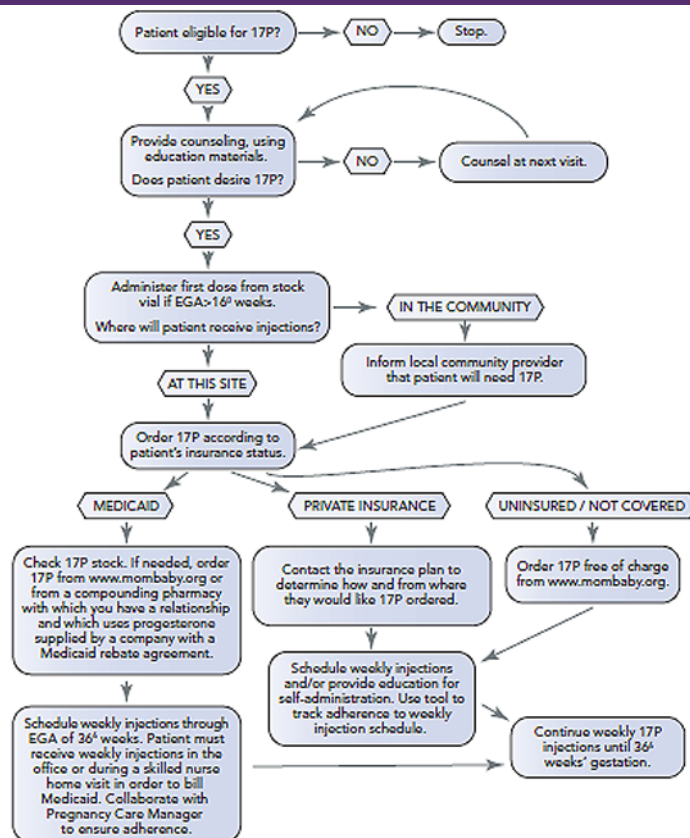 Patient eligible for 17P?
NO
Stop.
YES
Provide counseling, using
education materials.
Does patient desire 17P?
NO
Counsel at next visit.
YES
Administer first dose from stock
vial if EGA>16⁰ weeks.
Where will patient receive injections?
IN THE COMMUNITY
AT THIS SITE
Inform local community provider
that patient will need 17P.
Order 17P according to
patient's insurance status.
MEDICAID
PRIVATE INSURANCE
UNINSURED / NOT COVERED
Check 17P stock. If needed, order
17P from www.mombaby.org or
from a compounding pharmacy
with which you have a relationship
and which uses progesterone
supplied by a company with a
Medicaid rebate agreement.
Contact the insurance plan to
determine how and from where
they would like 17P ordered.
Order 17P free of charge
from www.mombaby.org.
Schedule weekly injections
and/or provide education for
self-administration. Use tool to
track adherence to weekly
injection schedule.
Schedule weekly injections through
EGA of 36⁶ weeks. Patient must
receive weekly injections in the
office or during a skilled nurse
home visit in order to bill
Medicaid. Collaborate with
Pregnancy Care Manager
to ensure adherence.
Continue weekly 17P
injections until 36⁶
weeks' gestation.